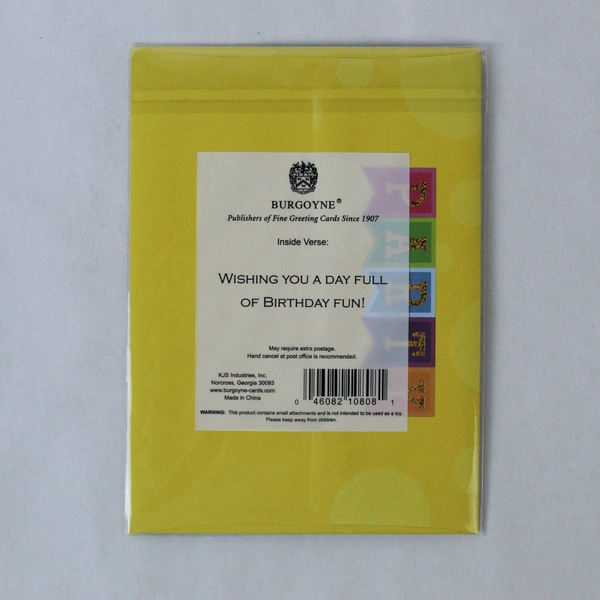 BURGOYNE®
Publishers of Fine Greeting Cards Since 1907
Inside Verse:
WISHING YOU A DAY FULL
OF BIRTHDAY FUN!
May require extra postage.
Hand cancel at post office is recommended.
KJS Industries, Inc.
Norcross, Georgia 30093
www.burgoyne-cards.com
Made in China
0 46082 10808 1
WARNING: This product contains small attachments and is not intended to be used as a toy.
Please keep away from children.